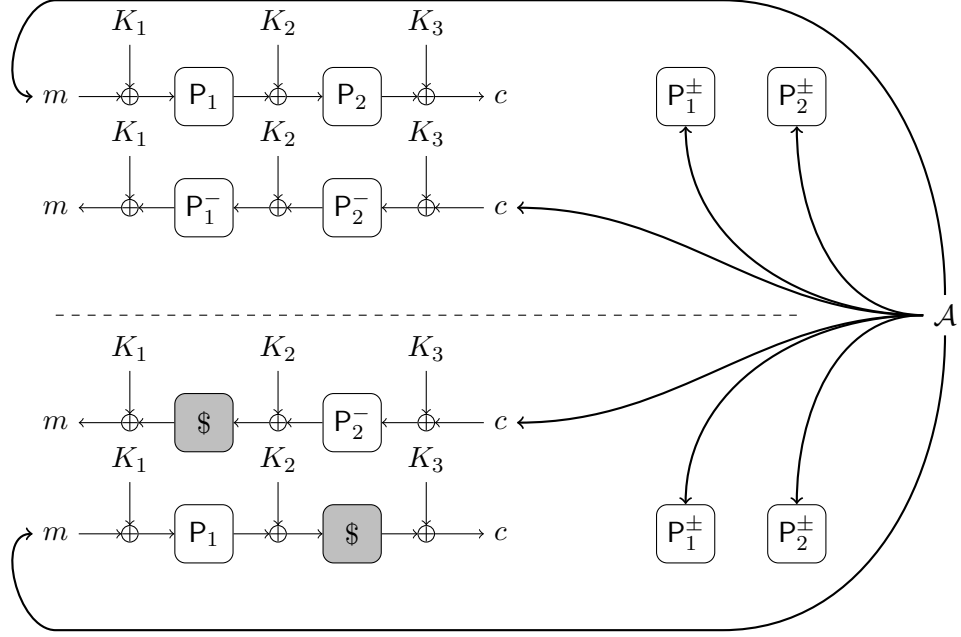 K₁ K₂ K₃
m P₁ P₂ c P₁± P₂±
K₁ K₂ K₃
m P₁⁻ P₂⁻ c
𝒜
K₁ K₂ K₃
m $ P₂⁻ c
K₁ K₂ K₃
m P₁ $ c P₁± P₂±